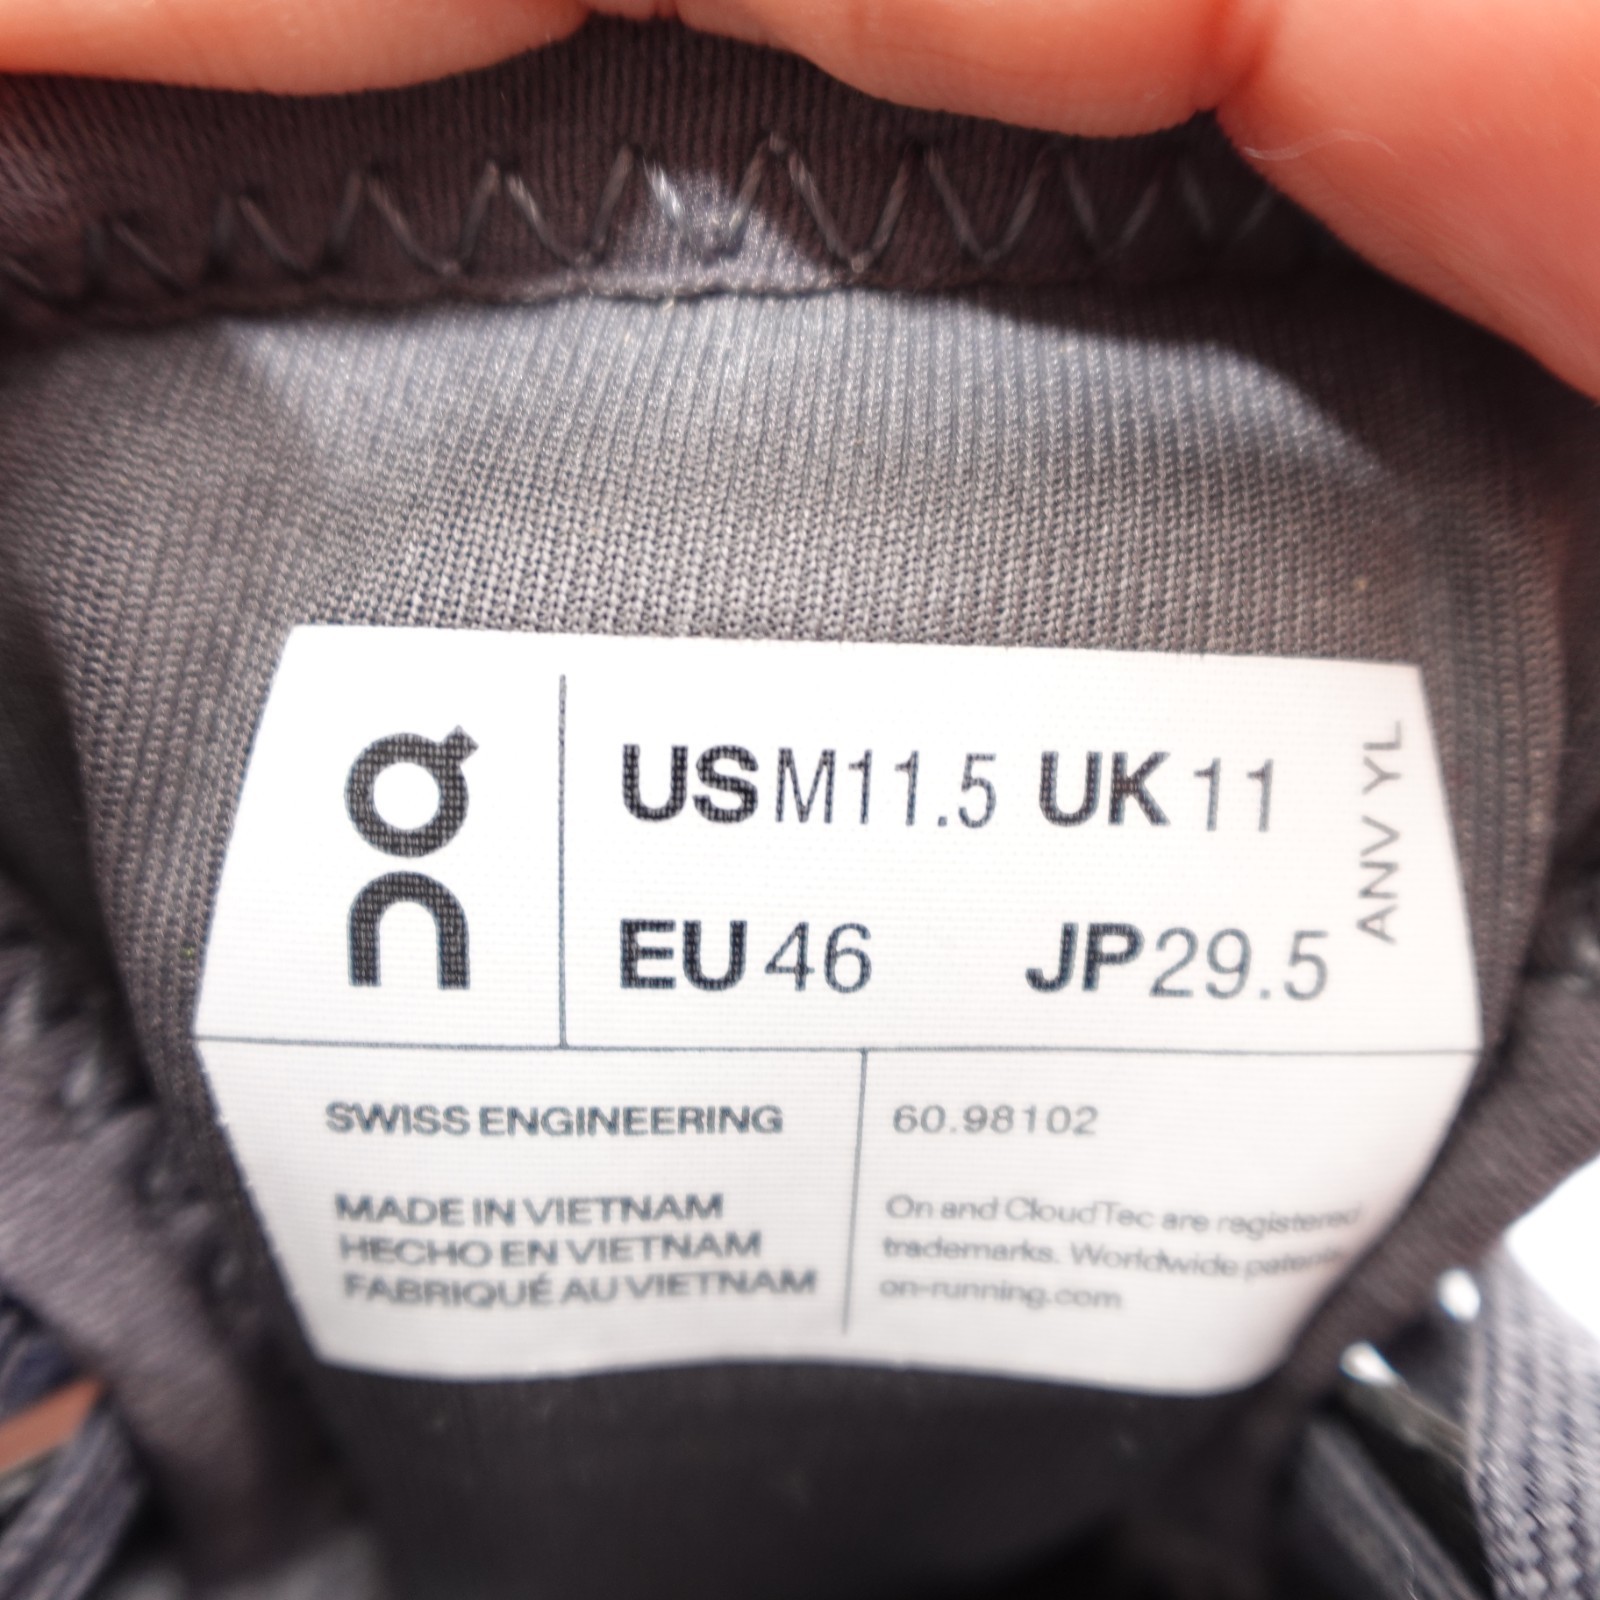 On
US M11.5 UK 11
EU 46 JP 29.5
ANV YL
SWISS ENGINEERING
MADE IN VIETNAM
HECHO EN VIETNAM
FABRIQUÉ AU VIETNAM
60.98102
On and CloudTec are registered
trademarks. Worldwide patents
on-running.com